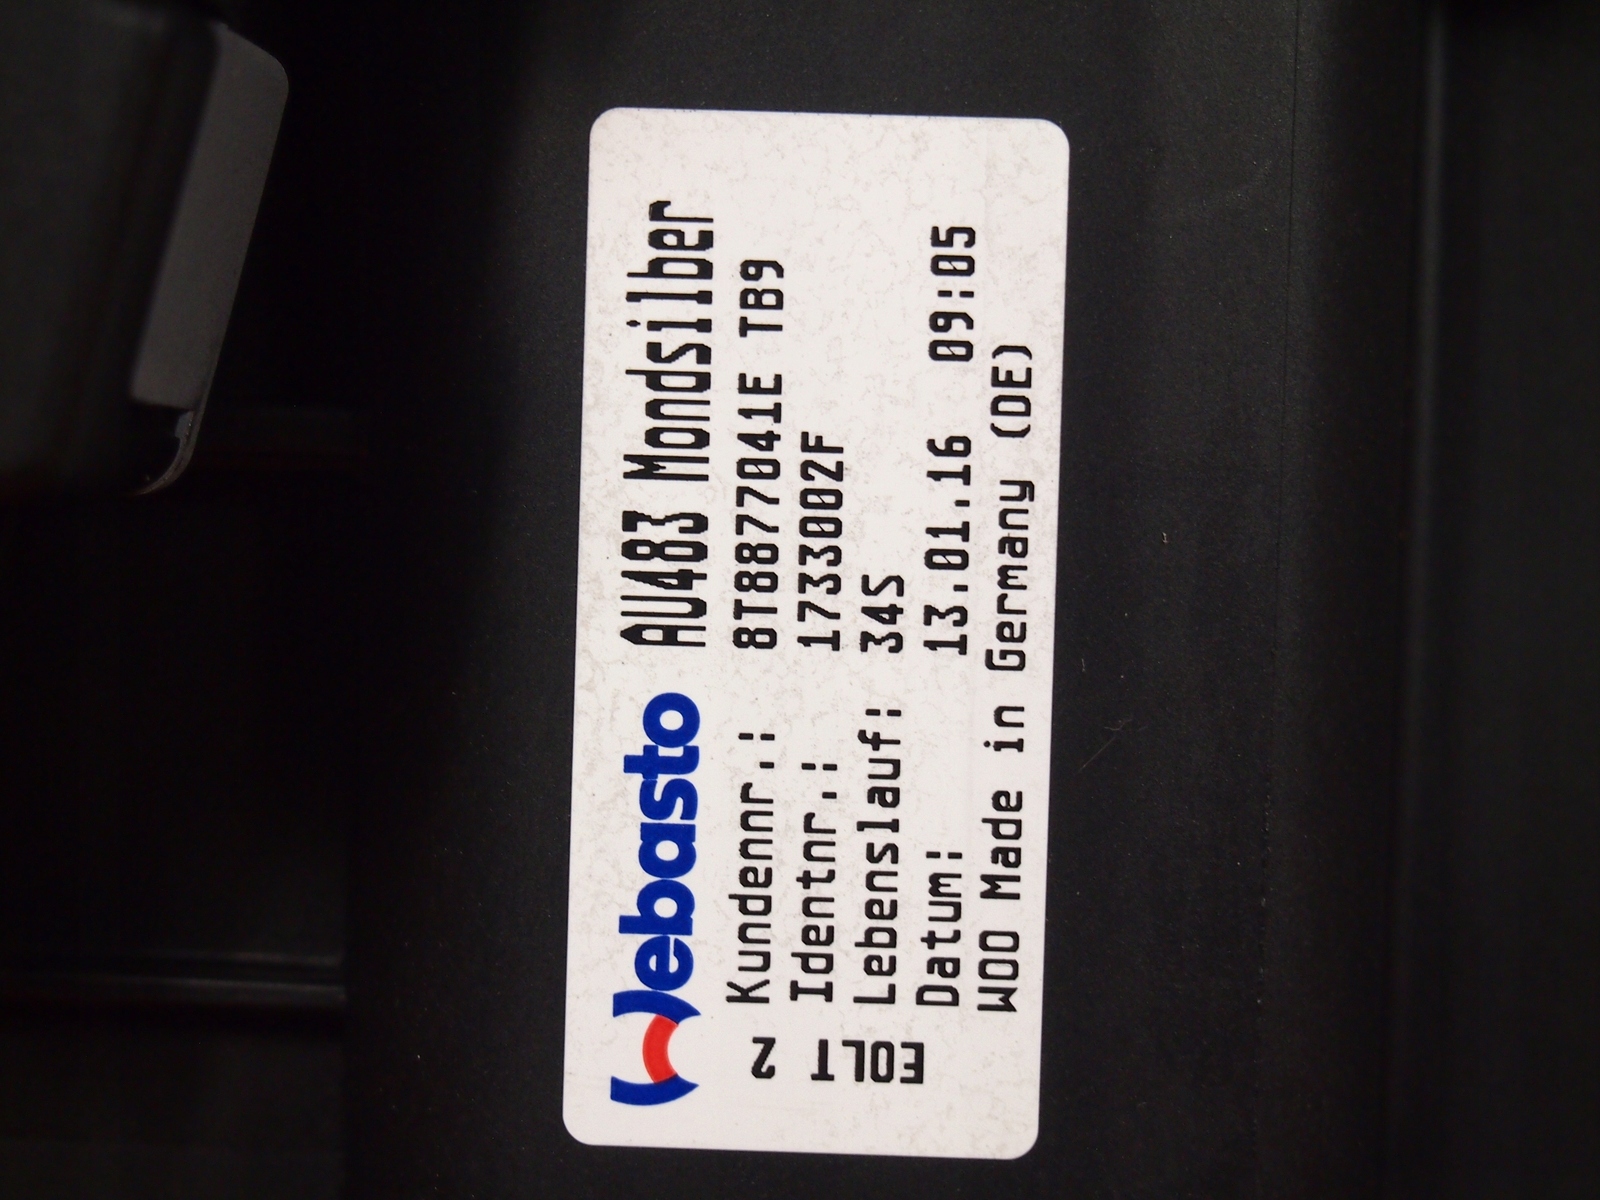 Webasto AU483 Mondsilber
Kundennr.: 8T8877041E TB9
Identnr.: 1733002F
Lebenslauf: 34S
Datum: 13.01.16 09:05
WOO Made in Germany (DE)
EOLT 2